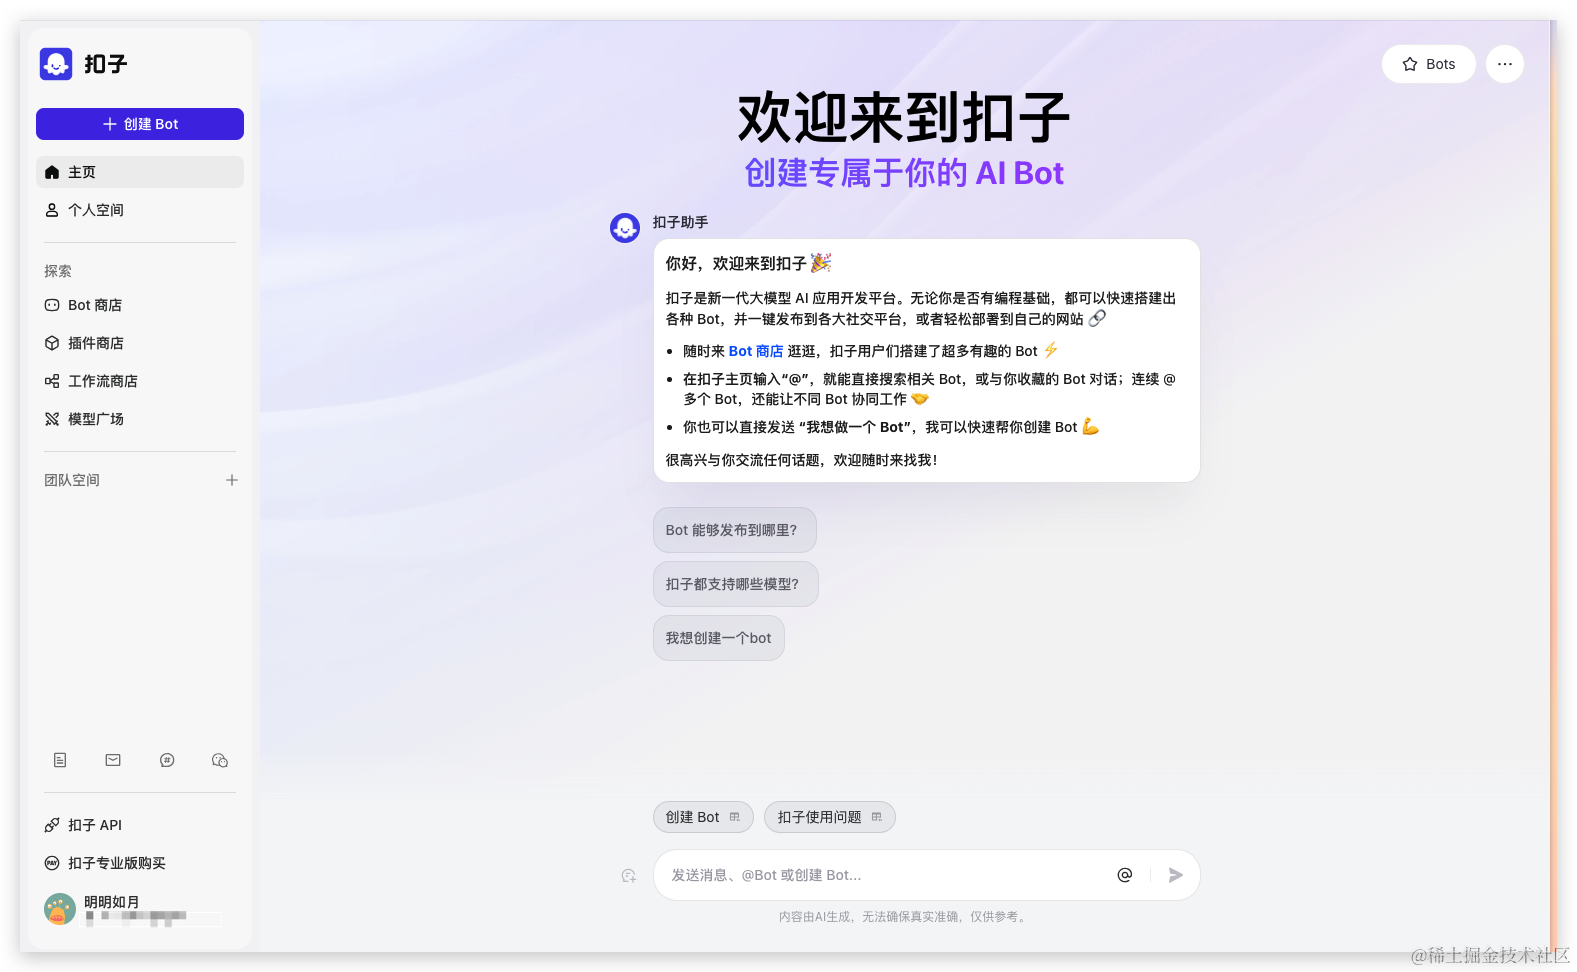 扣子
创建 Bot
主页
个人空间
探索
Bot 商店
插件商店
工作流商店
模型广场
团队空间
扣子 API
扣子专业版购买
明明如月
Bots
欢迎来到扣子
创建专属于你的 AI Bot
扣子助手
你好，欢迎来到扣子🎉
扣子是新一代大模型 AI 应用开发平台。无论你是否有编程基础，都可以快速搭建出
各种 Bot，并一键发布到各大社交平台，或者轻松部署到自己的网站 🔗
• 随时来 Bot 商店 逛逛，扣子用户们搭建了超多有趣的 Bot ⚡
• 在扣子主页输入“@”，就能直接搜索相关 Bot，或与你收藏的 Bot 对话；连续 @
多个 Bot，还能让不同 Bot 协同工作 🤝
• 你也可以直接发送 “我想做一个 Bot”，我可以快速帮你创建 Bot 💪
很高兴与你交流任何话题，欢迎随时来找我！
Bot 能够发布到哪里？
扣子都支持哪些模型？
我想创建一个bot
创建 Bot
扣子使用问题
发送消息、@Bot 或创建 Bot...
内容由AI生成，无法确保真实准确，仅供参考。
@稀土掘金技术社区